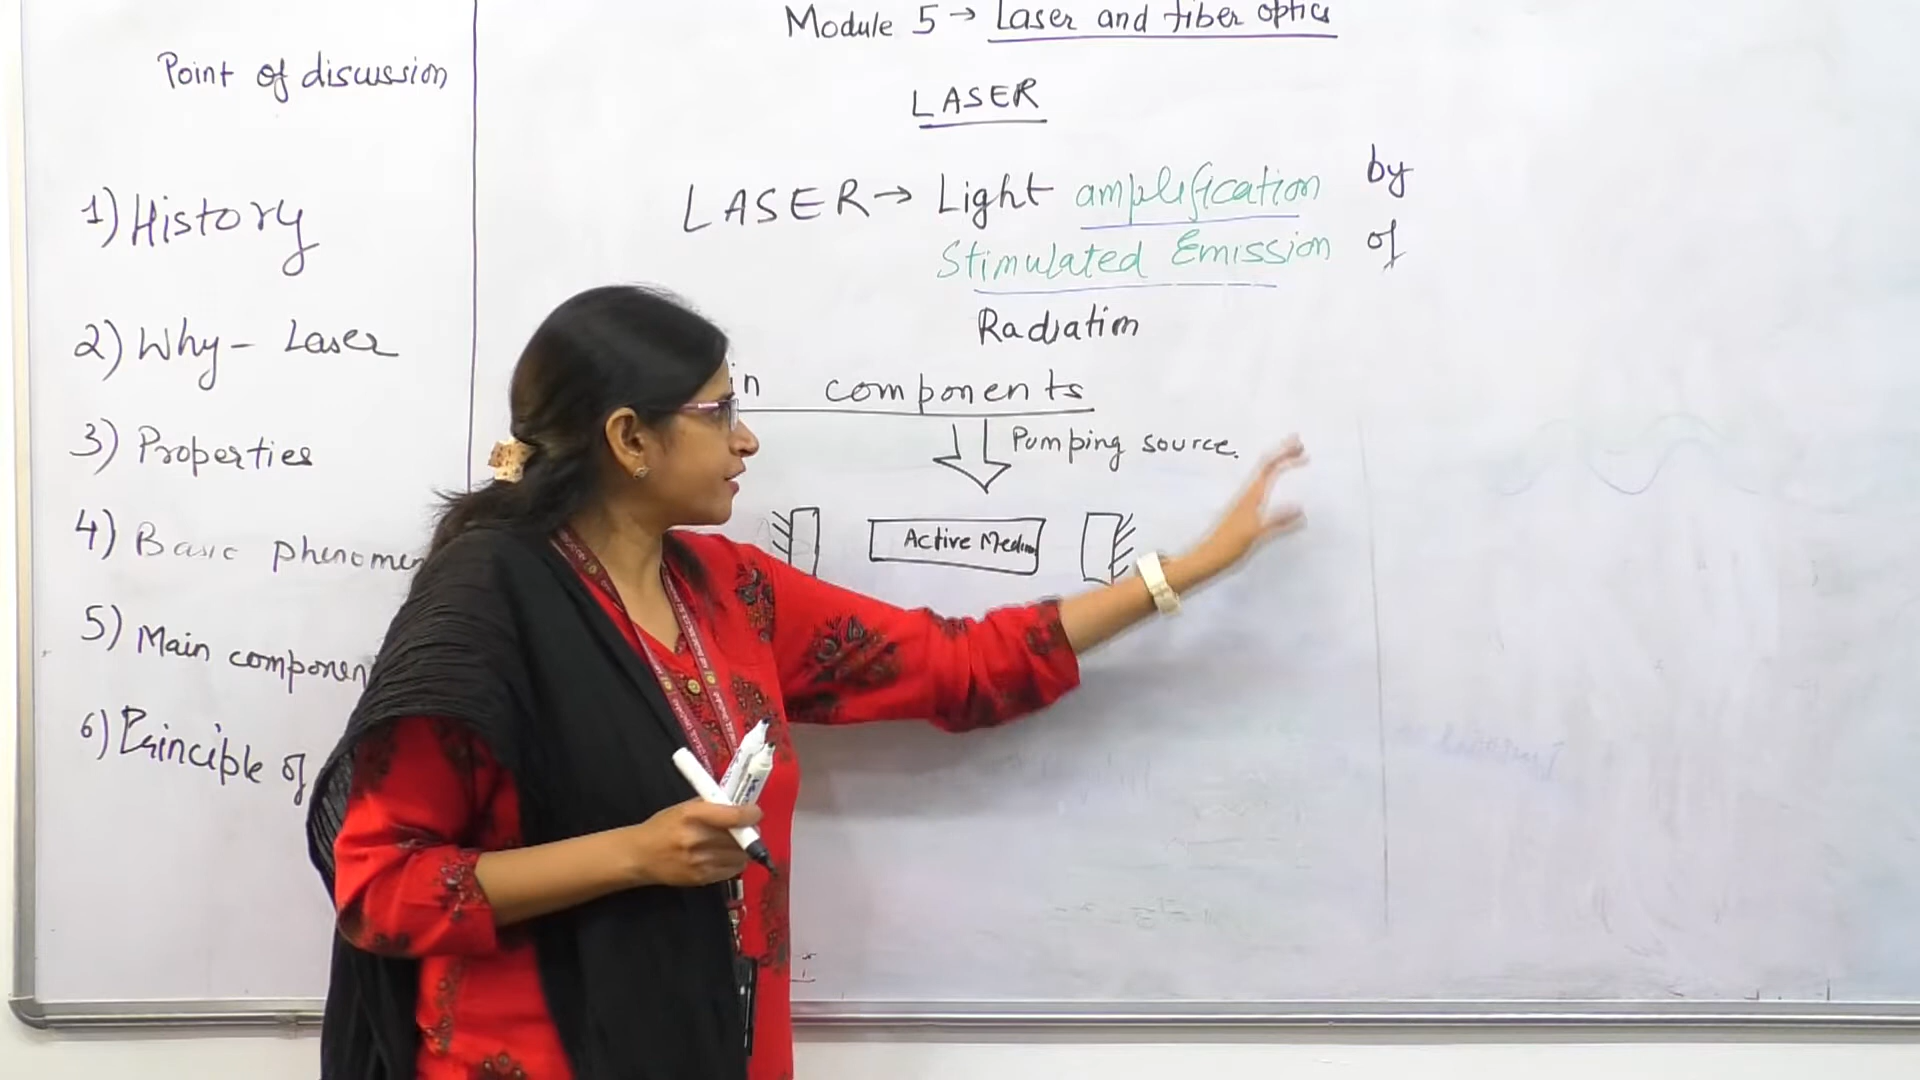 Point of discussion
1) History
2) Why - Laser
3) Properties
4) Basic phenomen
5) Main componen
6) Principle of
Module 5 → Laser and fiber optics
LASER
LASER → Light amplification by
Stimulated Emission of
Radiation
in components
Pumping source.
Active Medium